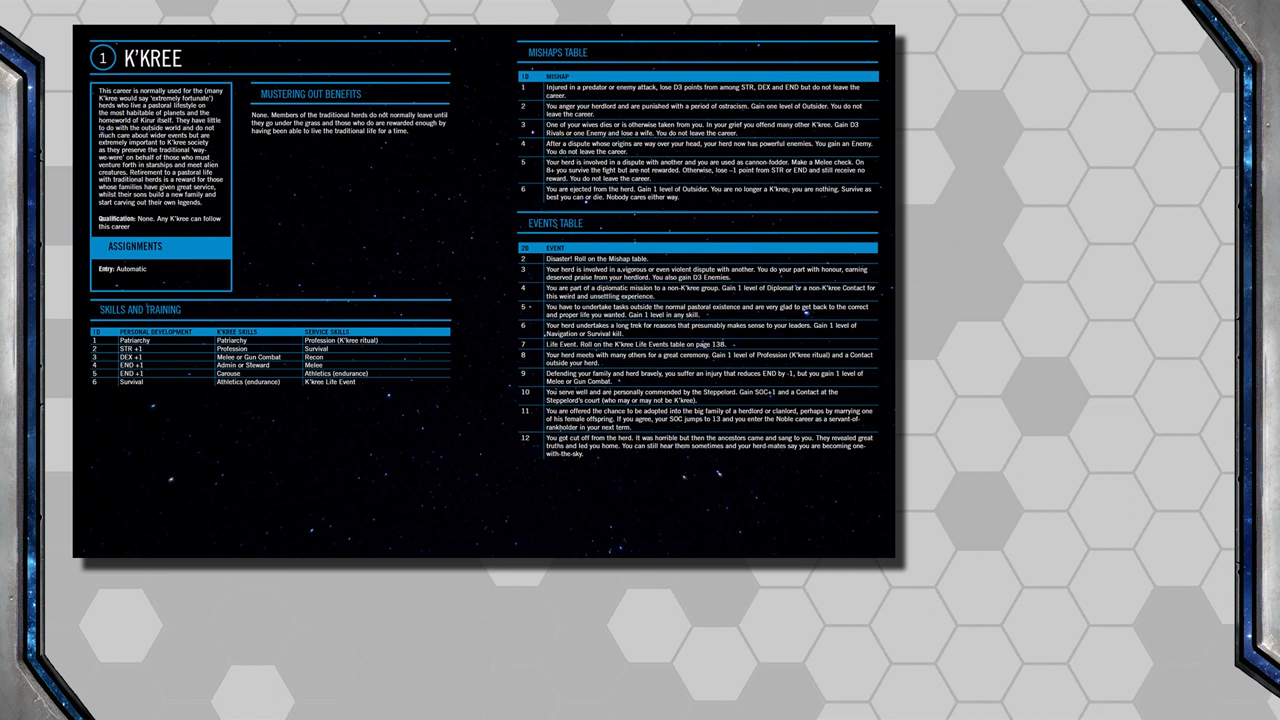 1 K'KREE
This career is normally used for the (many
K'kree would say 'extremely fortunate')
herds who live a pastoral lifestyle on
the most habitable of planets and the
homeworld of Kirur itself. They have little
to do with the outside world and do not
much care about wider events but are
extremely important to K'kree society
as they preserve the traditional 'way-
we-were' on behalf of those who must
venture forth in starships and meet alien
creatures. Retirement to a pastoral life
with traditional herds is a reward for those
whose families have given great service,
whilst their sons build a new family and
start carving out their own legends.
Qualification: None. Any K'kree can follow
this career
ASSIGNMENTS
Entry: Automatic
MUSTERING OUT BENEFITS
None. Members of the traditional herds do not normally leave until
they go under the grass and those who do are rewarded enough by
having been able to live the traditional life for a time.
SKILLS AND TRAINING
1D PERSONAL DEVELOPMENT K'KREE SKILLS SERVICE SKILLS
1 Patriarchy Patriarchy Profession (K'kree ritual)
2 STR +1 Profession Survival
3 DEX +1 Melee or Gun Combat Recon
4 END +1 Admin or Steward Melee
5 END +1 Carouse Athletics (endurance)
6 Survival Athletics (endurance) K'kree Life Event
MISHAPS TABLE
1D MISHAP
1 Injured in a predator or enemy attack, lose D3 points from among STR, DEX and END but do not leave the
career.
2 You anger your herdlord and are punished with a period of ostracism. Gain one level of Outsider. You do not
leave the career.
3 One of your wives dies or is otherwise taken from you. In your grief you offend many other K'kree. Gain D3
Rivals or one Enemy and lose a wife. You do not leave the career.
4 After a dispute whose origins are way over your head, your herd now has powerful enemies. You gain an Enemy.
You do not leave the career.
5 Your herd is involved in a dispute with another and you are used as cannon-fodder. Make a Melee check. On
8+ you survive the fight but are not rewarded. Otherwise, lose –1 point from STR or END and still receive no
reward. You do not leave the career.
6 You are ejected from the herd. Gain 1 level of Outsider. You are no longer a K'kree; you are nothing. Survive as
best you can or die. Nobody cares either way.
EVENTS TABLE
2D EVENT
2 Disaster! Roll on the Mishap table.
3 Your herd is involved in a vigorous or even violent dispute with another. You do your part with honour, earning
deserved praise from your herdlord. You also gain D3 Enemies.
4 You are part of a diplomatic mission to a non-K'kree group. Gain 1 level of Diplomat or a non-K'Kree Contact for
this weird and unsettling experience.
5 You have to undertake tasks outside the normal pastoral existence and are very glad to get back to the correct
and proper life you wanted. Gain 1 level in any skill.
6 Your herd undertakes a long trek for reasons that presumably makes sense to your leaders. Gain 1 level of
Navigation or Survival kill.
7 Life Event. Roll on the K'kree Life Events table on page 138.
8 Your herd meets with many others for a great ceremony. Gain 1 level of Profession (K'kree ritual) and a Contact
outside your herd.
9 Defending your family and herd bravely, you suffer an injury that reduces END by -1, but you gain 1 level of
Melee or Gun Combat.
10 You serve well and are personally commended by the Steppelord. Gain SOC+1 and a Contact at the
Steppelord's court (who may or may not be K'kree).
11 You are offered the chance to be adopted into the big family of a herdlord or clanlord, perhaps by marrying one
of his female offspring. If you agree, your SOC jumps to 13 and you enter the Noble career as a servant-of-
rankholder in your next term.
12 You got cut off from the herd. It was horrible but then the ancestors came and sang to you. They revealed great
truths and led you home. You can still hear them sometimes and your herd-mates say you are becoming one-
with-the-sky.